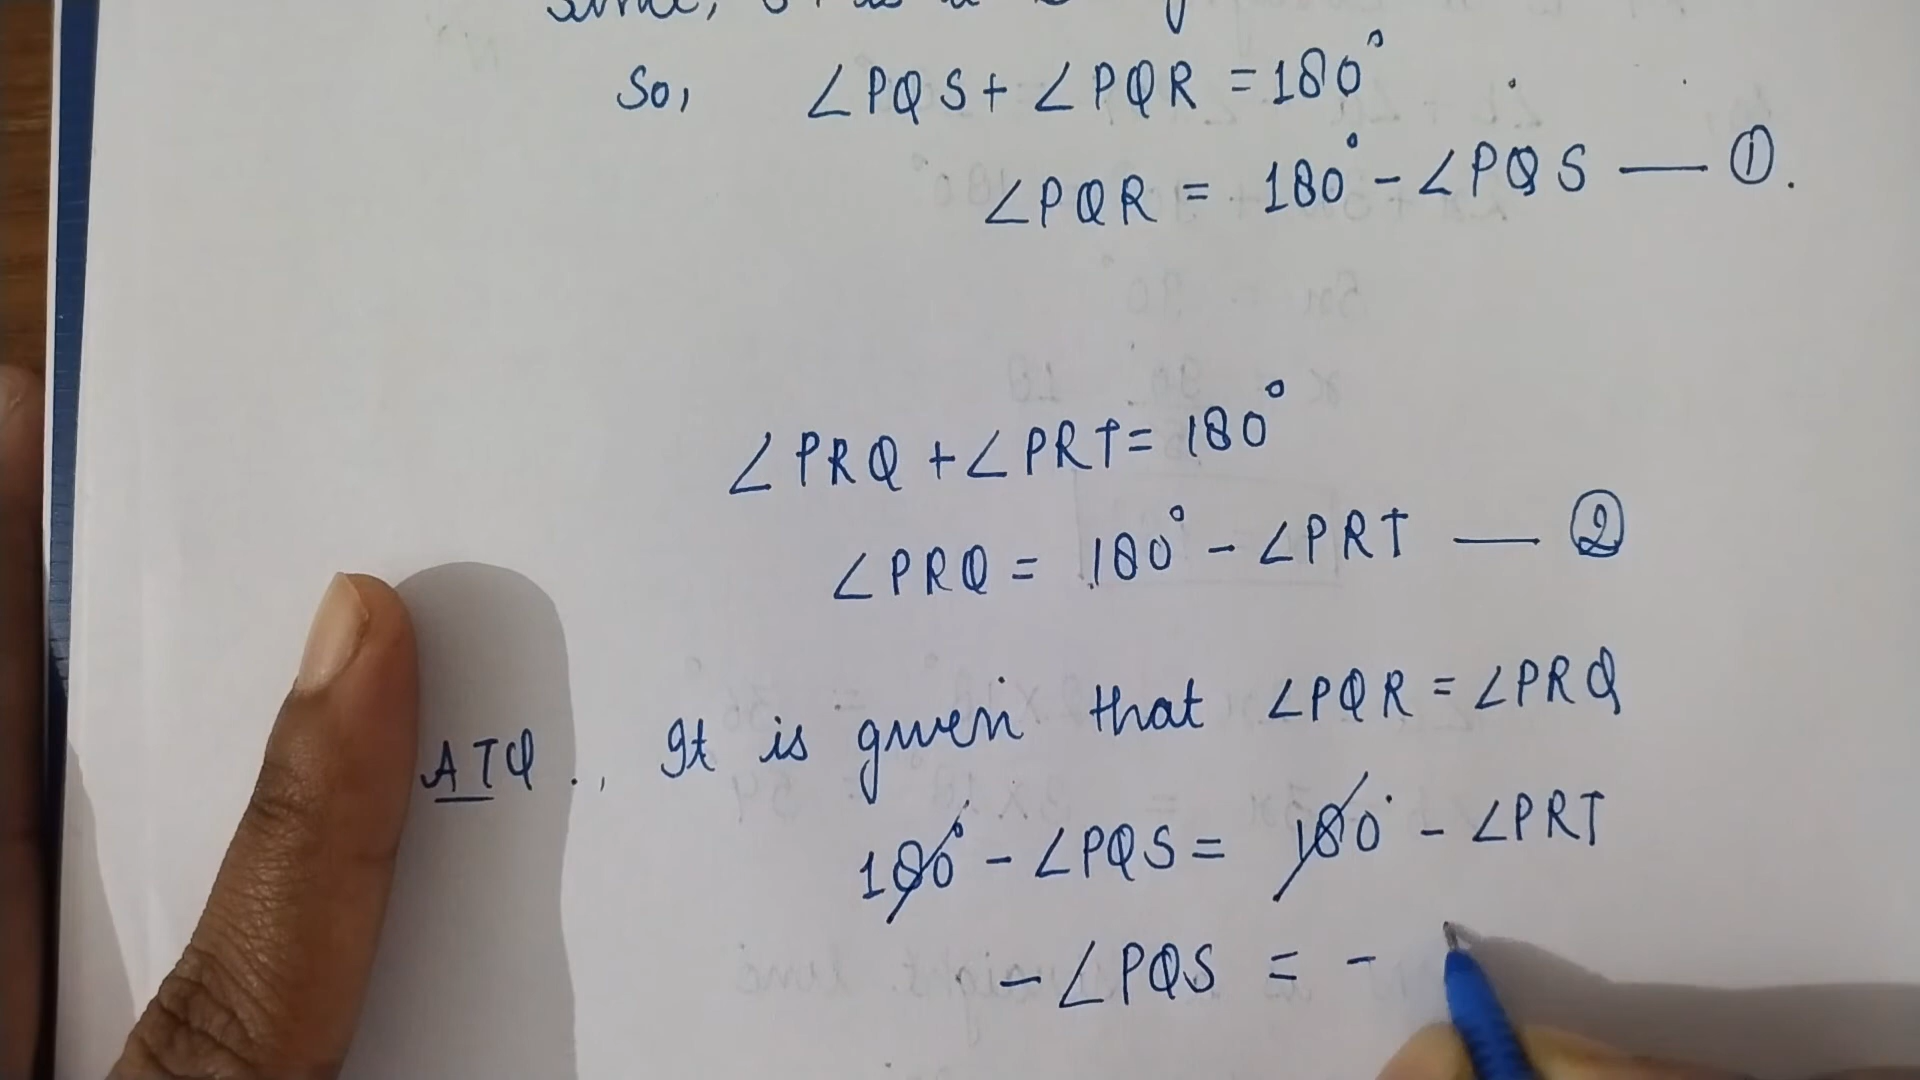 So, ∠PQS + ∠PQR = 180°
∠PQR = 180° - ∠PQS — ①.
∠PRQ + ∠PRT = 180°
∠PRQ = 180° - ∠PRT — ②
ATQ., It is given that ∠PQR = ∠PRQ
180° - ∠PQS = 180° - ∠PRT
- ∠PQS = -